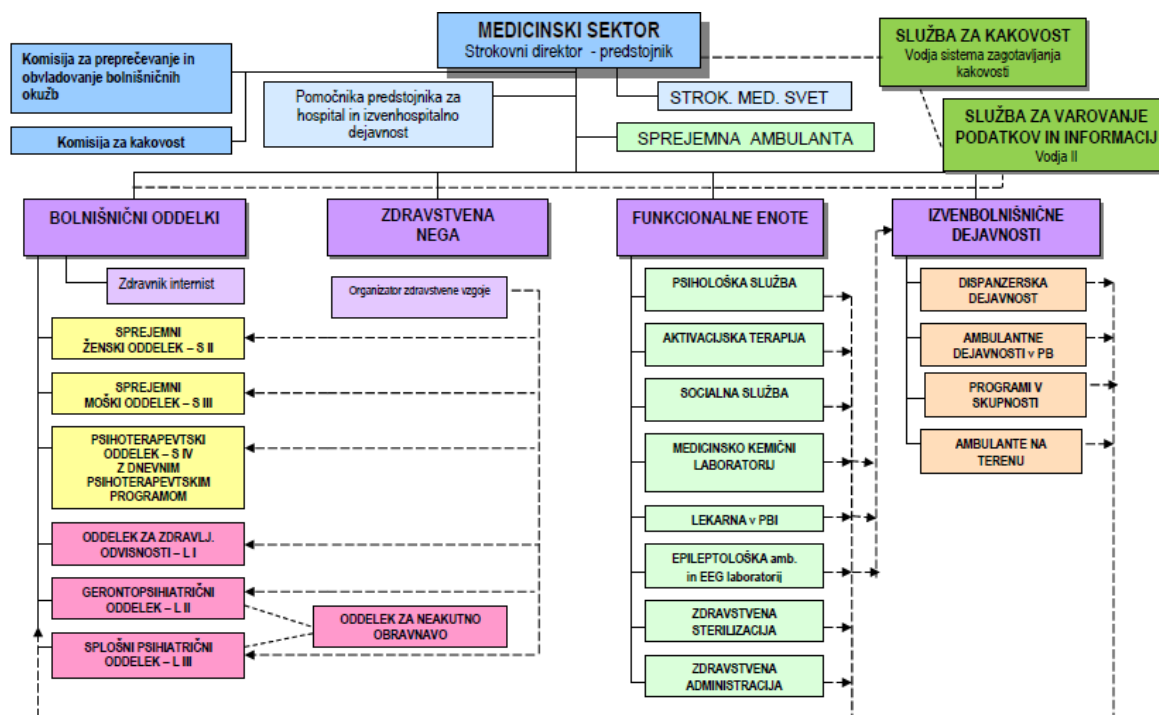 MEDICINSKI SEKTOR
Strokovni direktor - predstojnik
SLUŽBA ZA KAKOVOST
Vodja sistema zagotavljanja
kakovosti
Komisija za preprečevanje in
obvladovanje bolnišničnih
okužb
Pomočnika predstojnika za
hospital in izvenhospitalno
dejavnost
STROK. MED. SVET
SLUŽBA ZA VAROVANJE
PODATKOV IN INFORMACIJ
Vodja II
Komisija za kakovost
SPREJEMNA AMBULANTA
BOLNIŠNIČNI ODDELKI
ZDRAVSTVENA
NEGA
FUNKCIONALNE ENOTE
IZVENBOLNIŠNIČNE
DEJAVNOSTI
Zdravnik internist
SPREJEMNI
ŽENSKI ODDELEK – S II
SPREJEMNI
MOŠKI ODDELEK – S III
PSIHOTERAPEVTSKI
ODDELEK – S IV
Z DNEVNIM
PSIHOTERAPEVTSKIM
PROGRAMOM
ODDELEK ZA ZDRAVLJ.
ODVISNOSTI – L I
GERONTOPSIHIATRIČNI
ODDELEK – L II
SPLOŠNI PSIHIATRIČNI
ODDELEK – L III
ODDELEK ZA NEAKUTNO
OBRAVNAVO
Organizator zdravstvene vzgoje
PSIHOLOŠKA SLUŽBA
AKTIVACIJSKA TERAPIJA
SOCIALNA SLUŽBA
MEDICINSKO KEMIČNI
LABORATORIJ
LEKARNA v PBI
EPILEPTOLOŠKA amb.
in EEG laboratorij
ZDRAVSTVENA
STERILIZACIJA
ZDRAVSTVENA
ADMINISTRACIJA
DISPANZERSKA
DEJAVNOST
AMBULANTNE
DEJAVNOSTI v PB
PROGRAMI V
SKUPNOSTI
AMBULANTE NA
TERENU